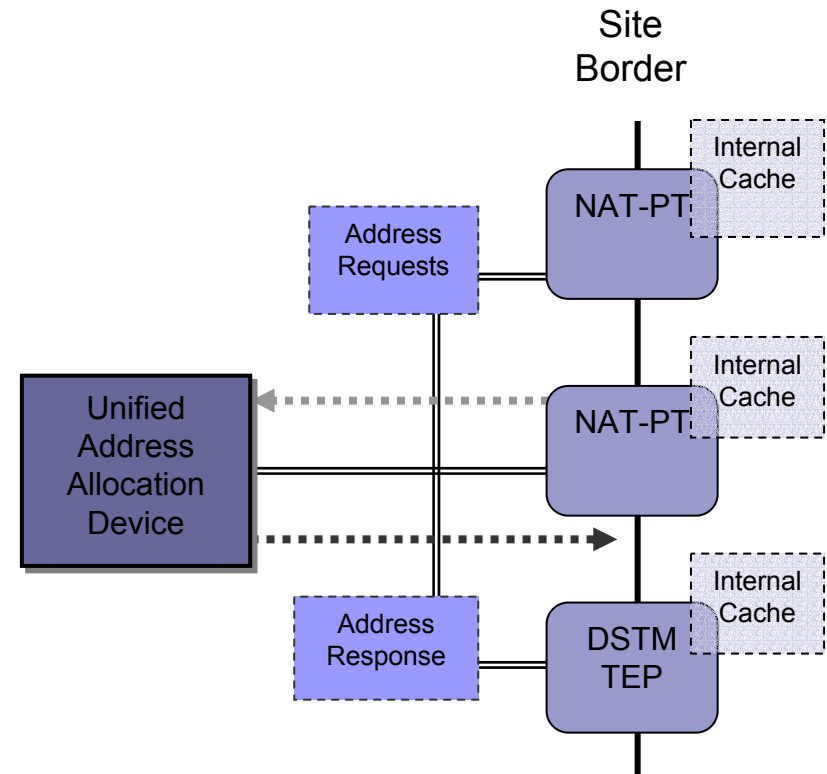 Site
Border
Internal
Cache
NAT-PT
Address
Requests
Internal
Cache
NAT-PT
Unified
Address
Allocation
Device
Internal
Cache
Address
Response
DSTM
TEP